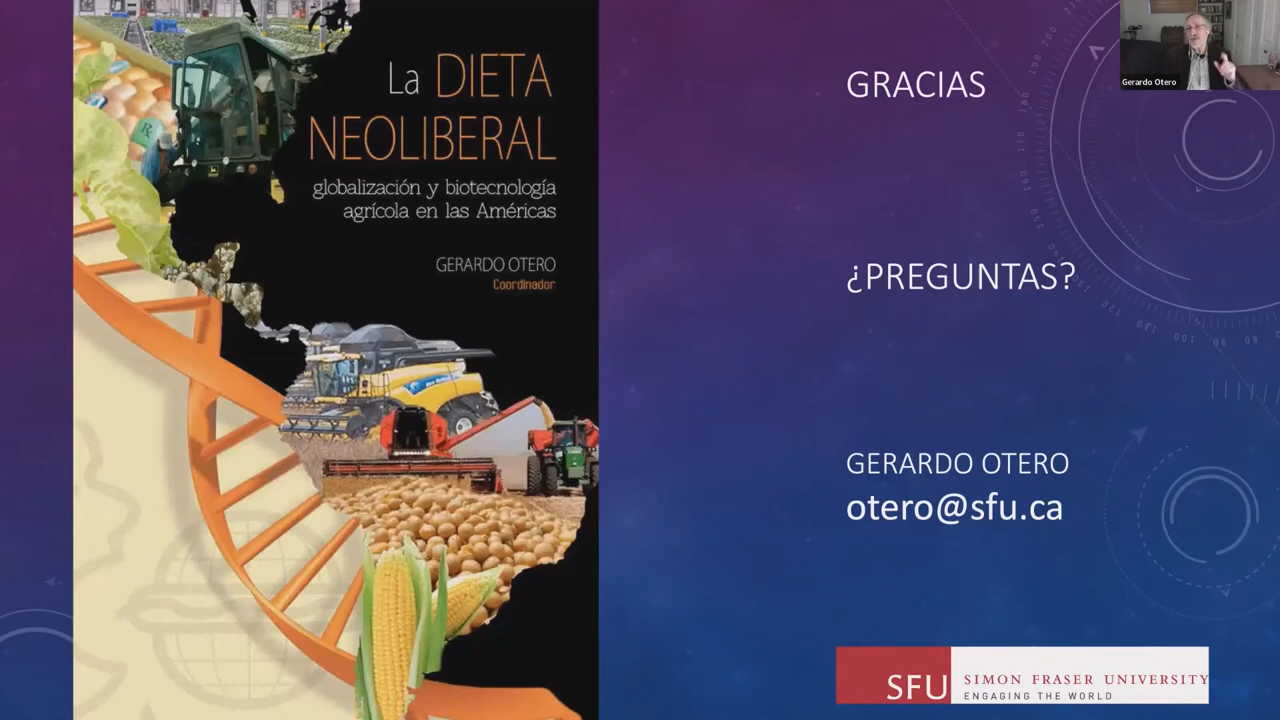 La DIETA
NEOLIBERAL
globalización y biotecnología
agrícola en las Américas
GERARDO OTERO
Coordinador
GRACIAS
¿PREGUNTAS?
GERARDO OTERO
otero@sfu.ca
SFU
SIMON FRASER UNIVERSITY
ENGAGING THE WORLD
Gerardo Otero